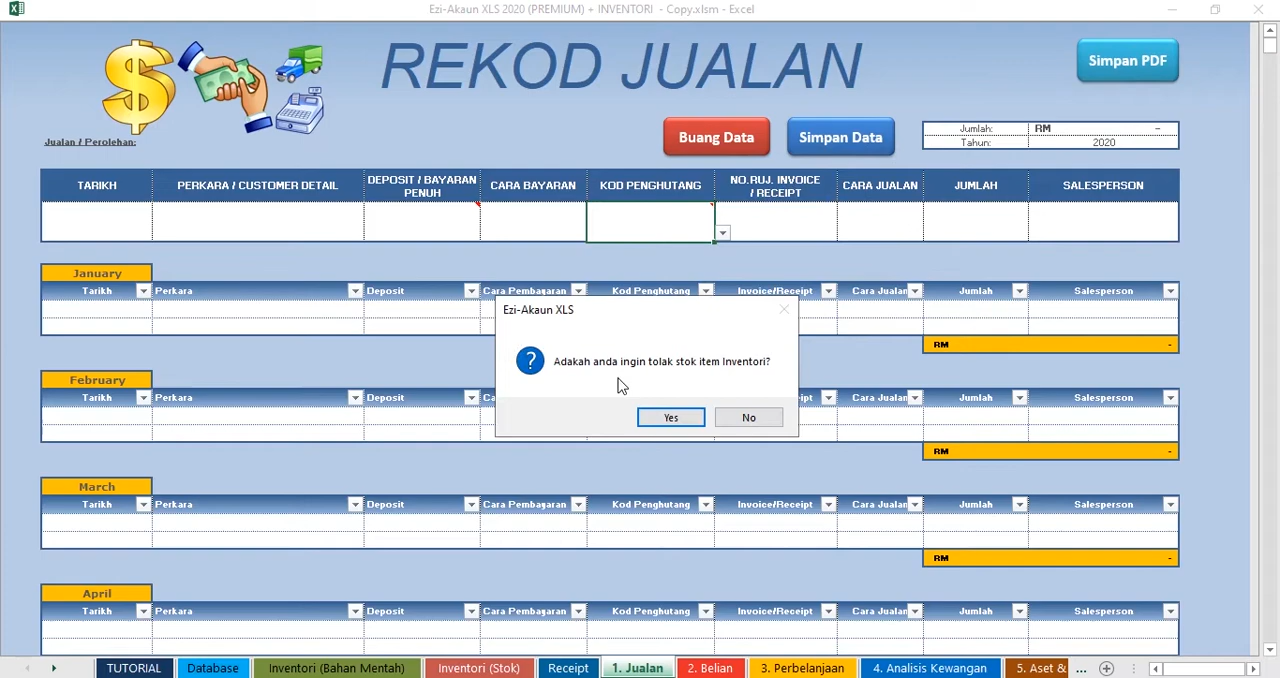 Ezi-Akaun XLS 2020 (PREMIUM) + INVENTORI - Copy.xlsm - Excel
$
REKOD JUALAN
Simpan PDF
Jualan / Perolehan:
Buang Data
Simpan Data
Jumlah: RM -
Tahun: 2020
TARIKH PERKARA / CUSTOMER DETAIL DEPOSIT / BAYARAN PENUH CARA BAYARAN KOD PENGHUTANG NO.RUJ. INVOICE / RECEIPT CARA JUALAN JUMLAH SALESPERSON
January
Tarikh Perkara Deposit Cara Pembayaran Kod Penghutang Invoice/Receipt Cara Jualan Jumlah Salesperson
RM -
Ezi-Akaun XLS
Adakah anda ingin tolak stok item Inventori?
Yes No
February
Tarikh Perkara Deposit Jumlah Salesperson
RM -
March
Tarikh Perkara Deposit Cara Pembayaran Kod Penghutang Invoice/Receipt Cara Jualan Jumlah Salesperson
RM -
April
Tarikh Perkara Deposit Cara Pembayaran Kod Penghutang Invoice/Receipt Cara Jualan Jumlah Salesperson
TUTORIAL Database Inventori (Bahan Mentah) Inventori (Stok) Receipt 1. Jualan 2. Belian 3. Perbelanjaan 4. Analisis Kewangan 5. Aset & ...